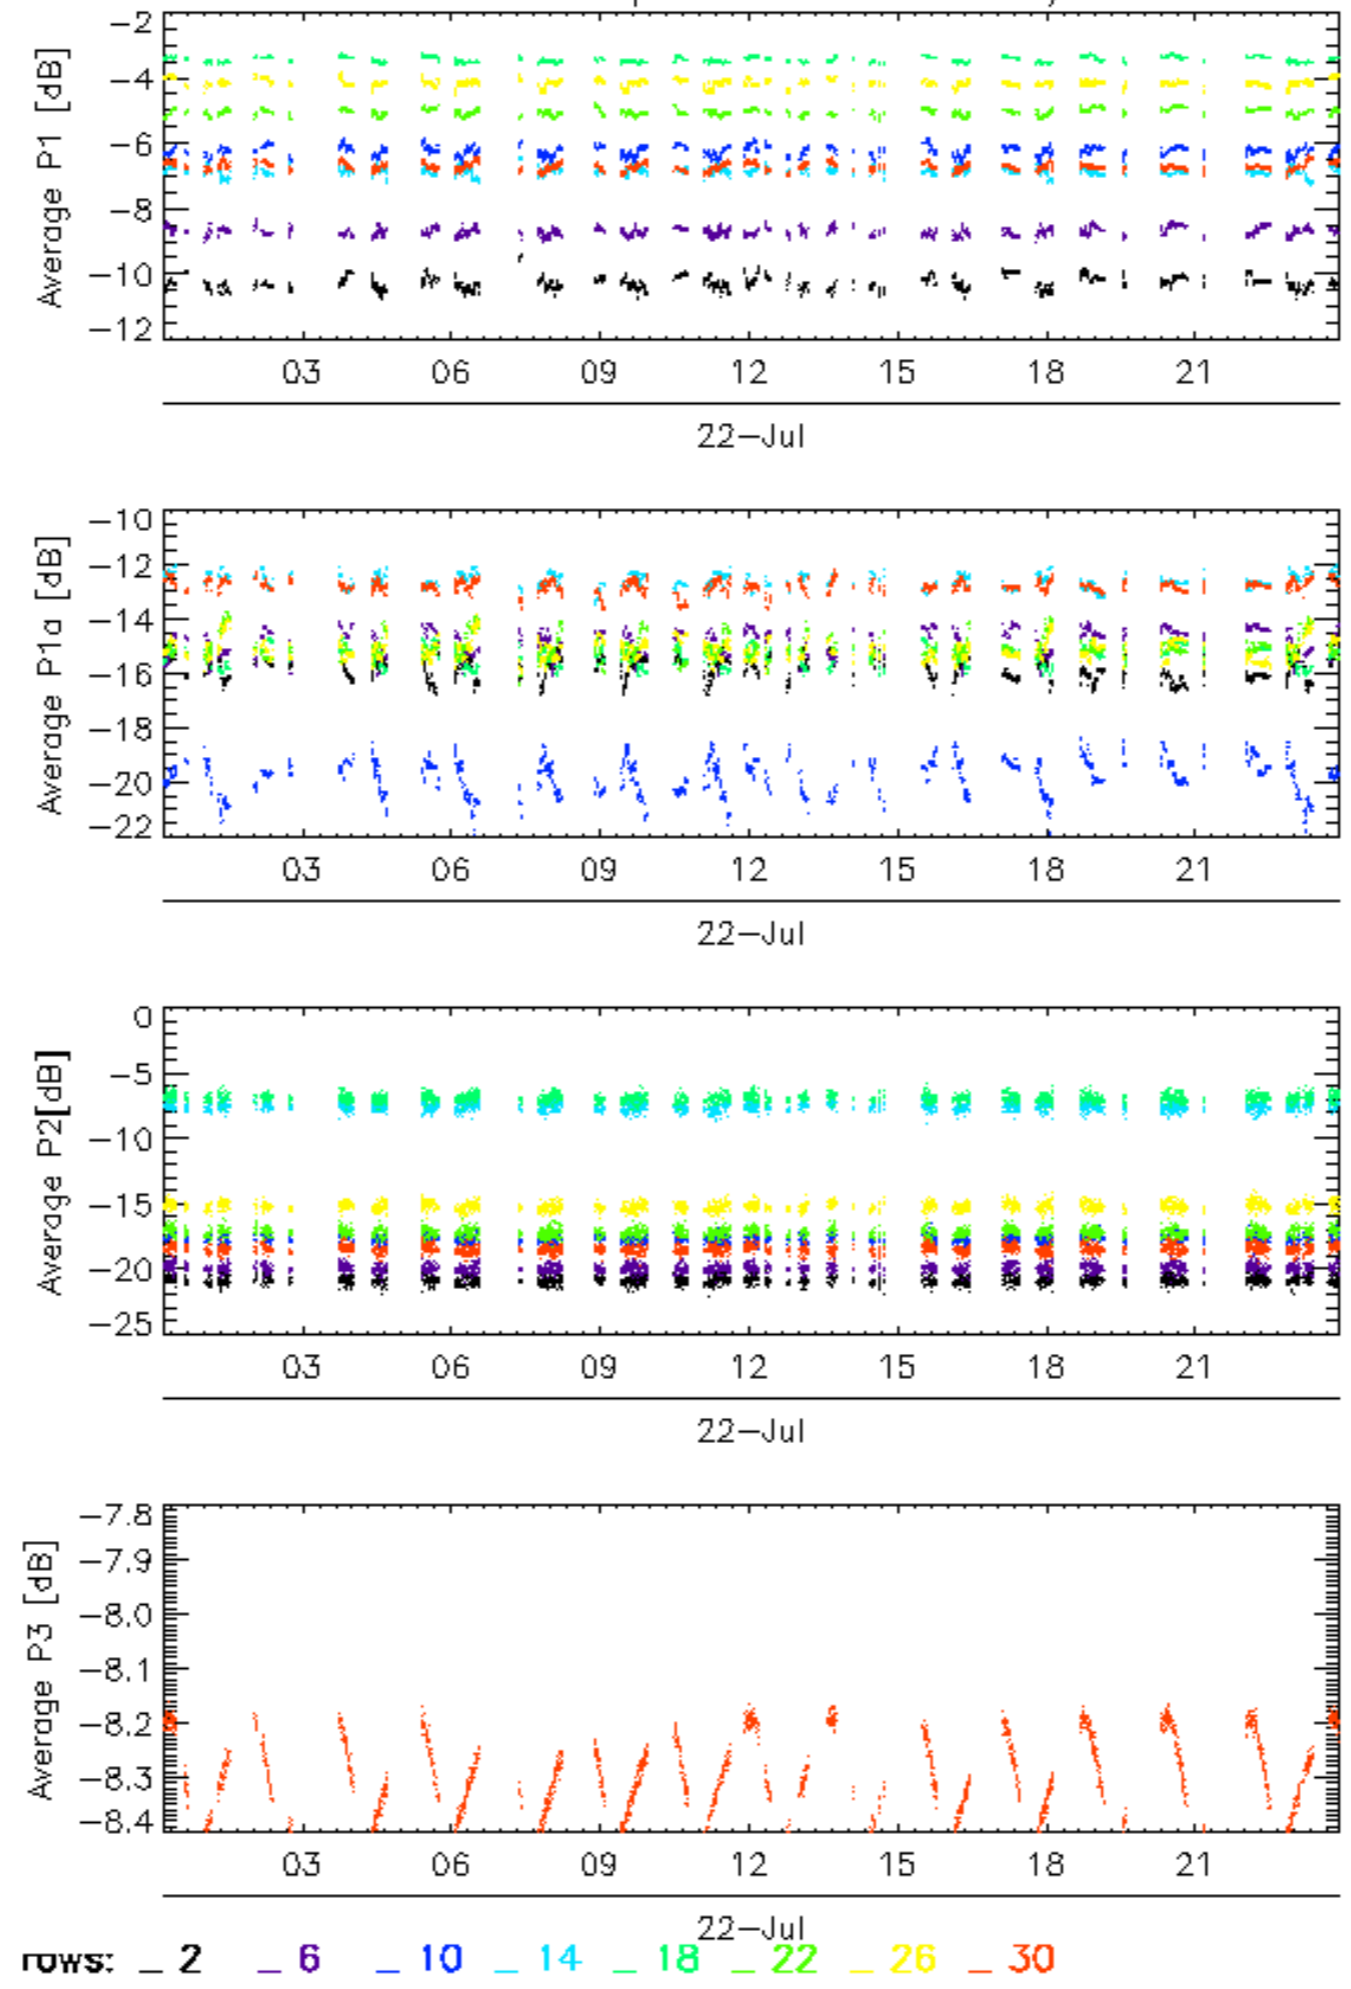 Average P1 [dB]
-2
-4
-6
-8
-10
-12
03 06 09 12 15 18 21
22-Jul
Average P1a [dB]
-10
-12
-14
-16
-18
-20
-22
03 06 09 12 15 18 21
22-Jul
Average P2[dB]
0
-5
-10
-15
-20
-25
03 06 09 12 15 18 21
22-Jul
Average P3 [dB]
-7.8
-7.9
-8.0
-8.1
-8.2
-8.3
-8.4
03 06 09 12 15 18 21
22-Jul
rows: _ 2 _ 6 _ 10 _ 14 _ 18 _ 22 _ 26 _ 30